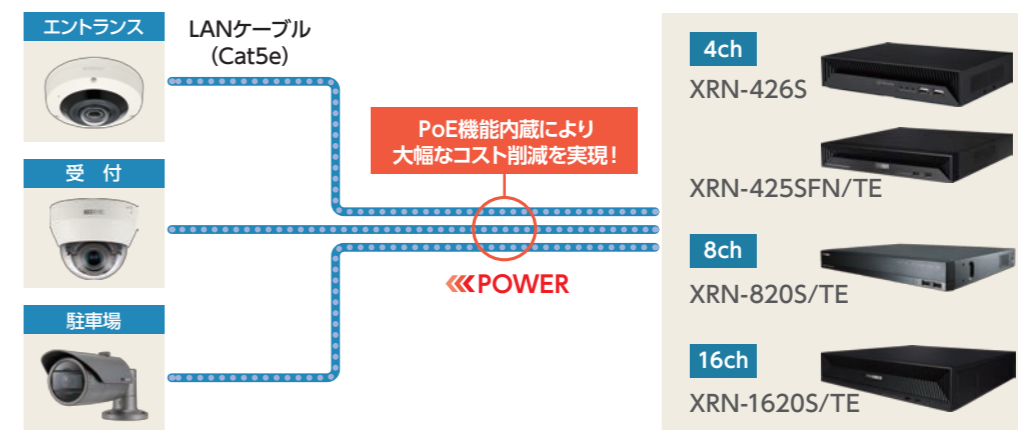 エントランス
LANケーブル
（Cat5e）
受 付
駐車場
PoE機能内蔵により
大幅なコスト削減を実現！
POWER
4ch
XRN-426S
XRN-425SFN/TE
8ch
XRN-820S/TE
16ch
XRN-1620S/TE